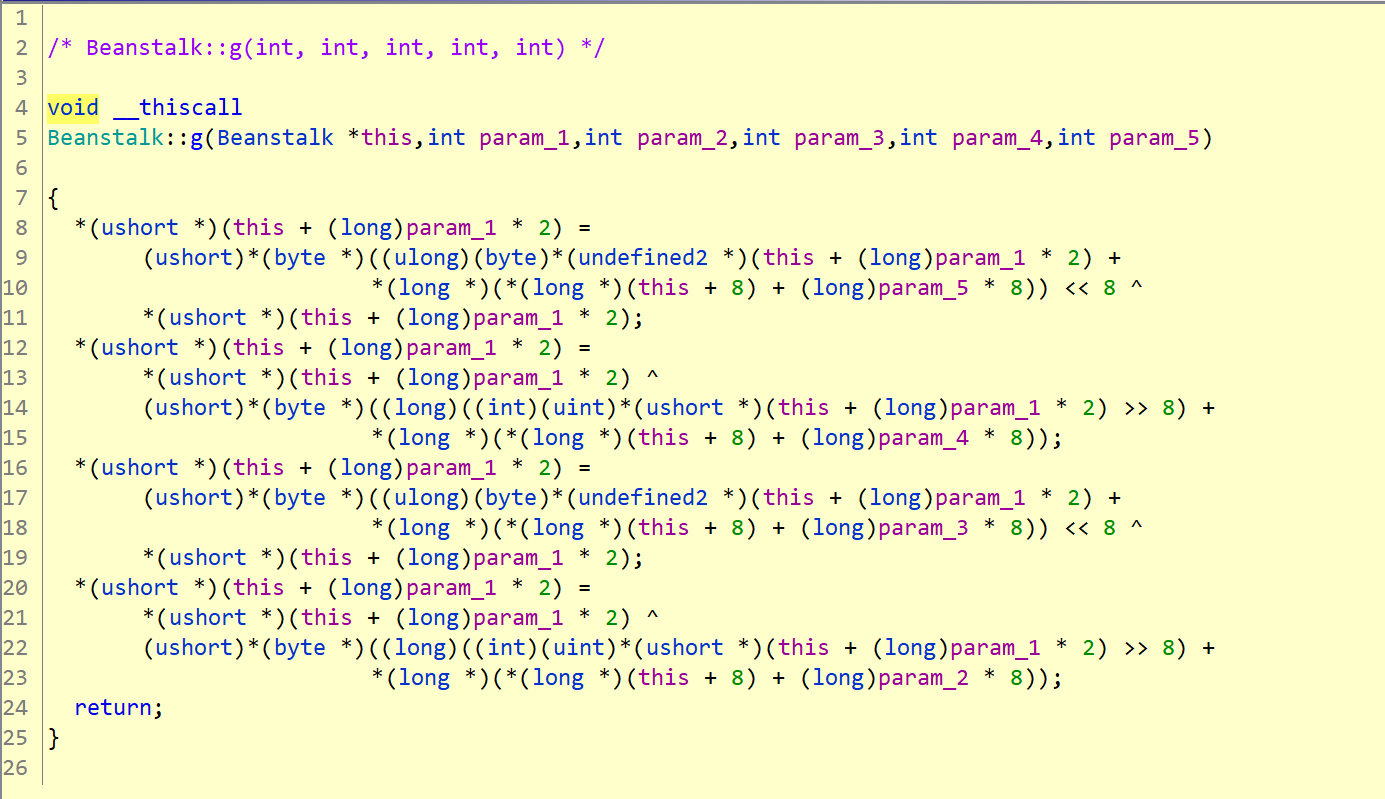 1
2 /* Beanstalk::g(int, int, int, int, int) */
3
4 void __thiscall
5 Beanstalk::g(Beanstalk *this,int param_1,int param_2,int param_3,int param_4,int param_5)
6
7 {
8   *(ushort *)(this + (long)param_1 * 2) =
9        (ushort)*(byte *)((ulong)(byte)*(undefined2 *)(this + (long)param_1 * 2) +
10                         *(long *)(*(long *)(this + 8) + (long)param_5 * 8)) << 8 ^
11       *(ushort *)(this + (long)param_1 * 2);
12  *(ushort *)(this + (long)param_1 * 2) =
13       *(ushort *)(this + (long)param_1 * 2) ^
14       (ushort)*(byte *)((long)((int)(uint)*(ushort *)(this + (long)param_1 * 2) >> 8) +
15                         *(long *)(*(long *)(this + 8) + (long)param_4 * 8));
16  *(ushort *)(this + (long)param_1 * 2) =
17       (ushort)*(byte *)((ulong)(byte)*(undefined2 *)(this + (long)param_1 * 2) +
18                         *(long *)(*(long *)(this + 8) + (long)param_3 * 8)) << 8 ^
19       *(ushort *)(this + (long)param_1 * 2);
20  *(ushort *)(this + (long)param_1 * 2) =
21       *(ushort *)(this + (long)param_1 * 2) ^
22       (ushort)*(byte *)((long)((int)(uint)*(ushort *)(this + (long)param_1 * 2) >> 8) +
23                         *(long *)(*(long *)(this + 8) + (long)param_2 * 8));
24  return;
25 }
26